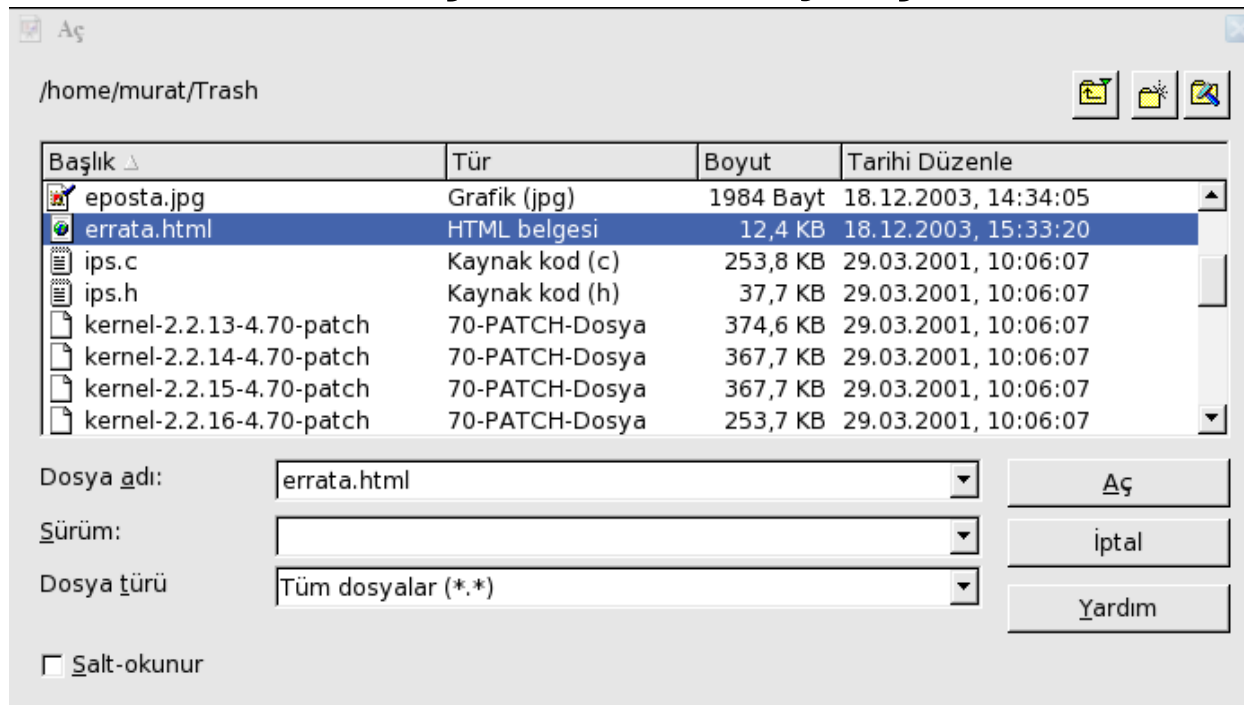 Aç
/home/murat/Trash
Başlık Tür Boyut Tarihi Düzenle
eposta.jpg Grafik (jpg) 1984 Bayt 18.12.2003, 14:34:05
errata.html HTML belgesi 12,4 KB 18.12.2003, 15:33:20
ips.c Kaynak kod (c) 253,8 KB 29.03.2001, 10:06:07
ips.h Kaynak kod (h) 37,7 KB 29.03.2001, 10:06:07
kernel-2.2.13-4.70-patch 70-PATCH-Dosya 374,6 KB 29.03.2001, 10:06:07
kernel-2.2.14-4.70-patch 70-PATCH-Dosya 367,7 KB 29.03.2001, 10:06:07
kernel-2.2.15-4.70-patch 70-PATCH-Dosya 367,7 KB 29.03.2001, 10:06:07
kernel-2.2.16-4.70-patch 70-PATCH-Dosya 253,7 KB 29.03.2001, 10:06:07
Dosya adı: errata.html Aç
Sürüm: İptal
Dosya türü Tüm dosyalar (*.*)
Yardım
Salt-okunur